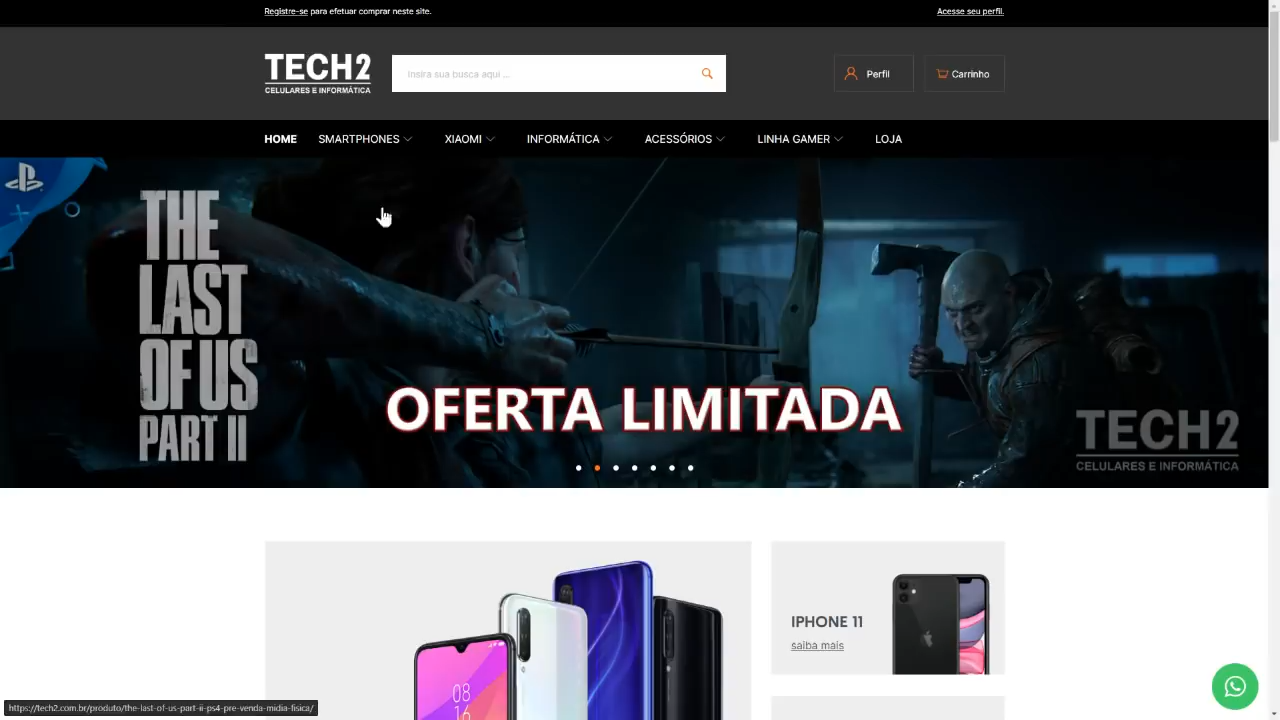 Registre-se para efetuar comprar neste site.
Acesse seu perfil.
TECH2
CELULARES E INFORMÁTICA
Insira sua busca aqui ...
Perfil
Carrinho
HOME SMARTPHONES XIAOMI INFORMÁTICA ACESSÓRIOS LINHA GAMER LOJA
THE
LAST
OF US
PART II
OFERTA LIMITADA
TECH2
CELULARES E INFORMÁTICA
IPHONE 11
saiba mais
08
16
https://tech2.com.br/produto/the-last-of-us-part-ii-ps4-pre-venda-midia-fisica/